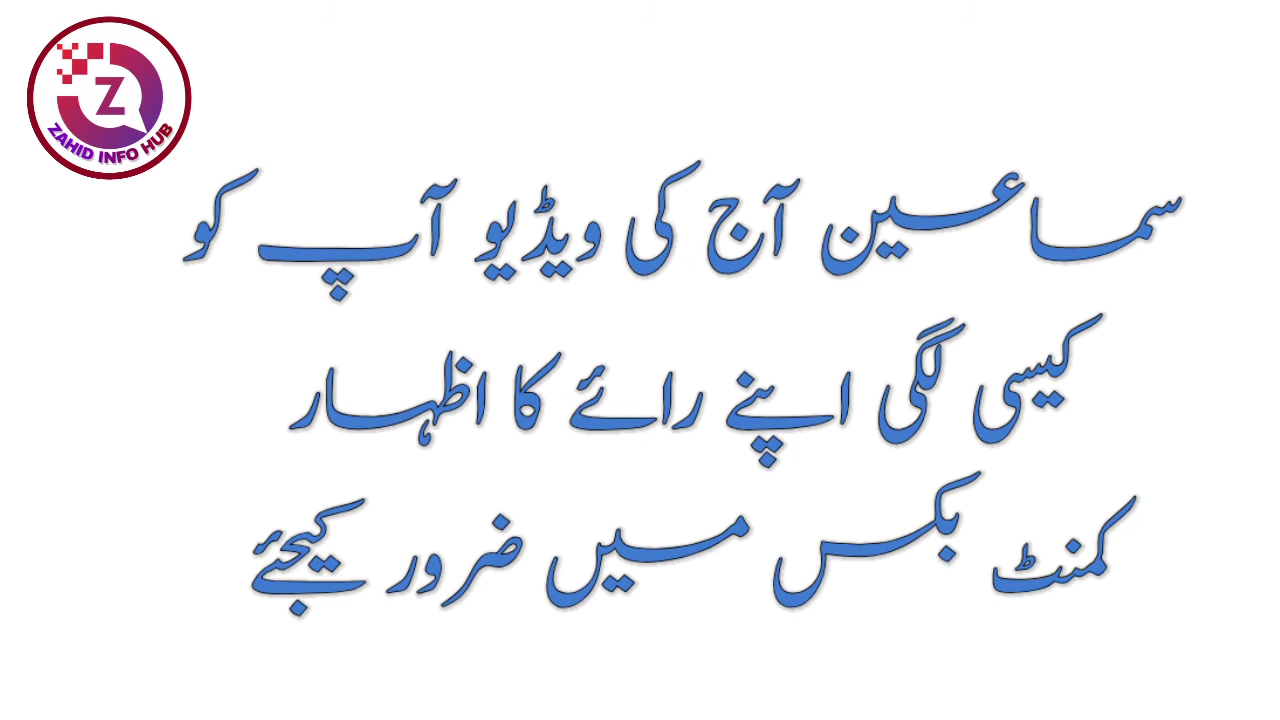 Z
ZAHID INFO HUB
سماعین آج کی ویڈیو آپ کو
کیسی لگی اپنے رائے کا اظہار
کمنٹ بکس میں ضرور کیجئے